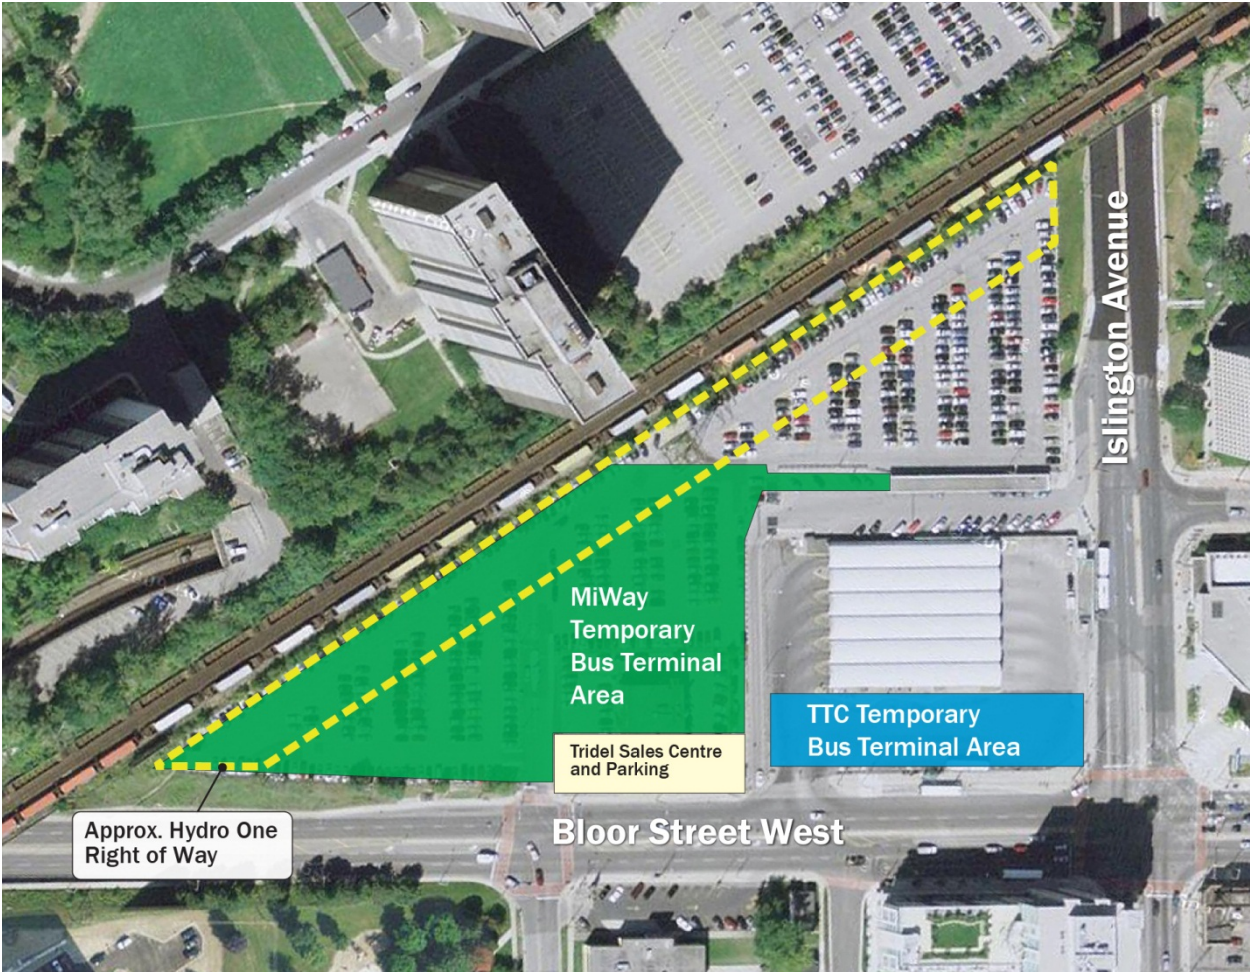 Islington Avenue
MiWay
Temporary
Bus Terminal
Area
TTC Temporary
Bus Terminal Area
Tridel Sales Centre
and Parking
Approx. Hydro One
Right of Way
Bloor Street West